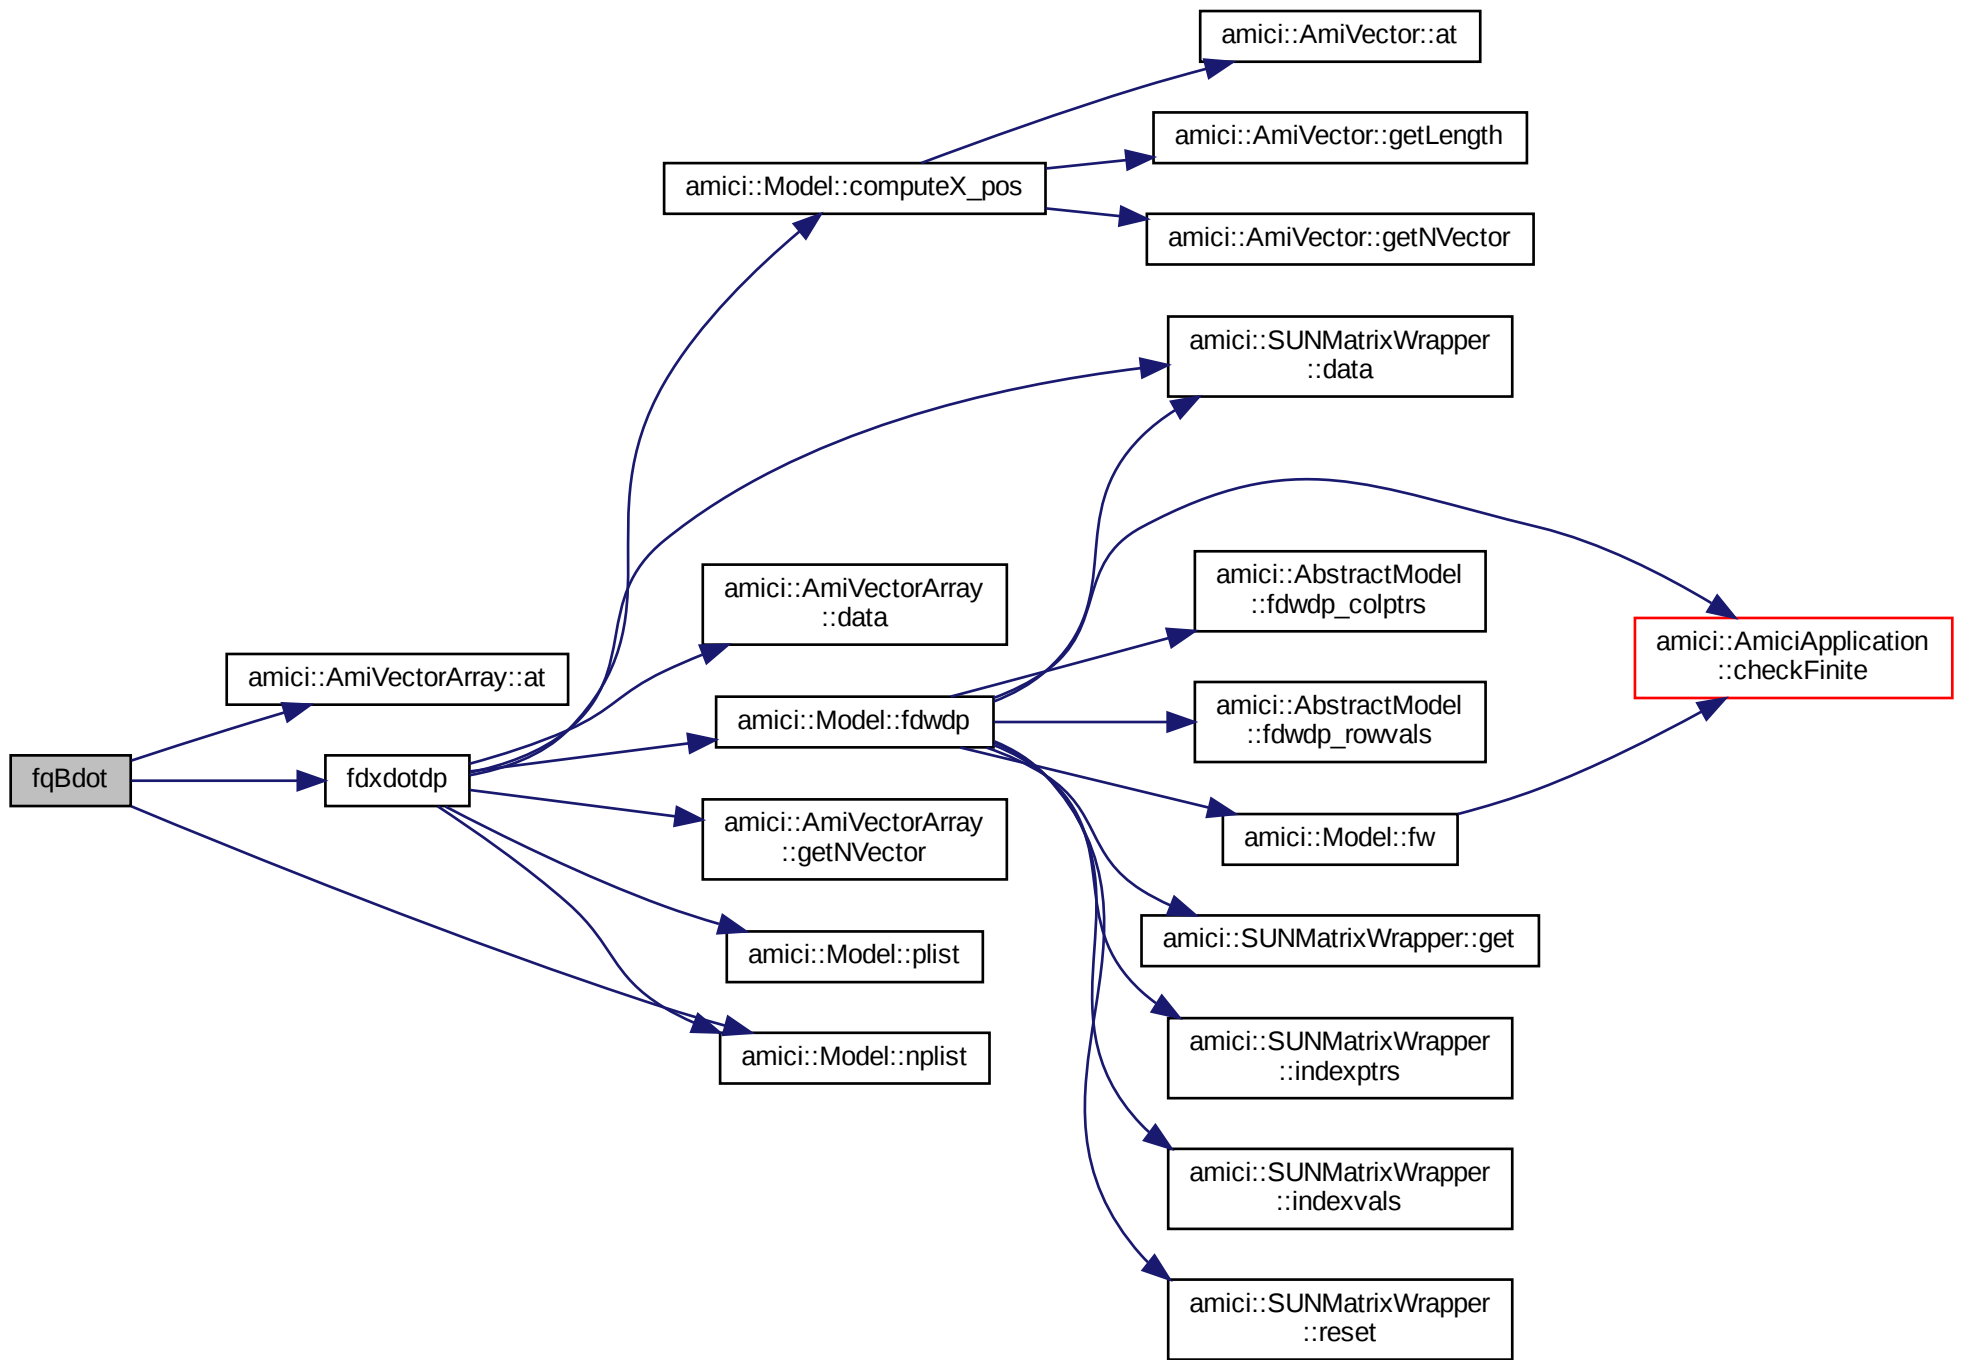 amici::AmiVector::at
amici::AmiVector::getLength
amici::Model::computeX_pos
amici::AmiVector::getNVector
amici::SUNMatrixWrapper
::data
amici::AmiVectorArray
::data
amici::AbstractModel
::fdwdp_colptrs
amici::AmiciApplication
::checkFinite
amici::AmiVectorArray::at
amici::Model::fdwdp
amici::AbstractModel
::fdwdp_rowvals
fqBdot
fdxdotdp
amici::AmiVectorArray
::getNVector
amici::Model::fw
amici::Model::plist
amici::SUNMatrixWrapper::get
amici::Model::nplist
amici::SUNMatrixWrapper
::indexptrs
amici::SUNMatrixWrapper
::indexvals
amici::SUNMatrixWrapper
::reset